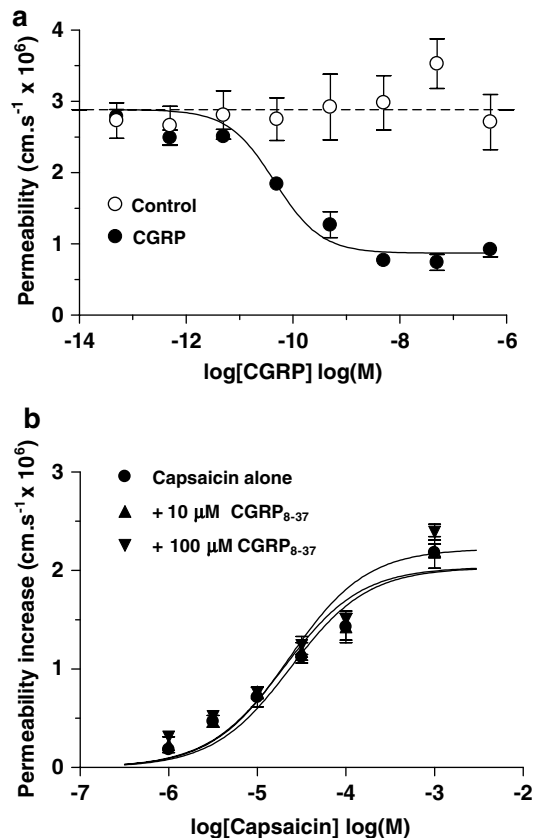 a
Permeability (cm.s⁻¹ x 10⁶)
4
3
2
1
0
Control
CGRP
-14 -12 -10 -8 -6
log[CGRP] log(M)
b
Permeability increase (cm.s⁻¹ x 10⁶)
3
2
1
0
Capsaicin alone
+ 10 μM CGRP₈₋₃₇
+ 100 μM CGRP₈₋₃₇
-7 -6 -5 -4 -3 -2
log[Capsaicin] log(M)